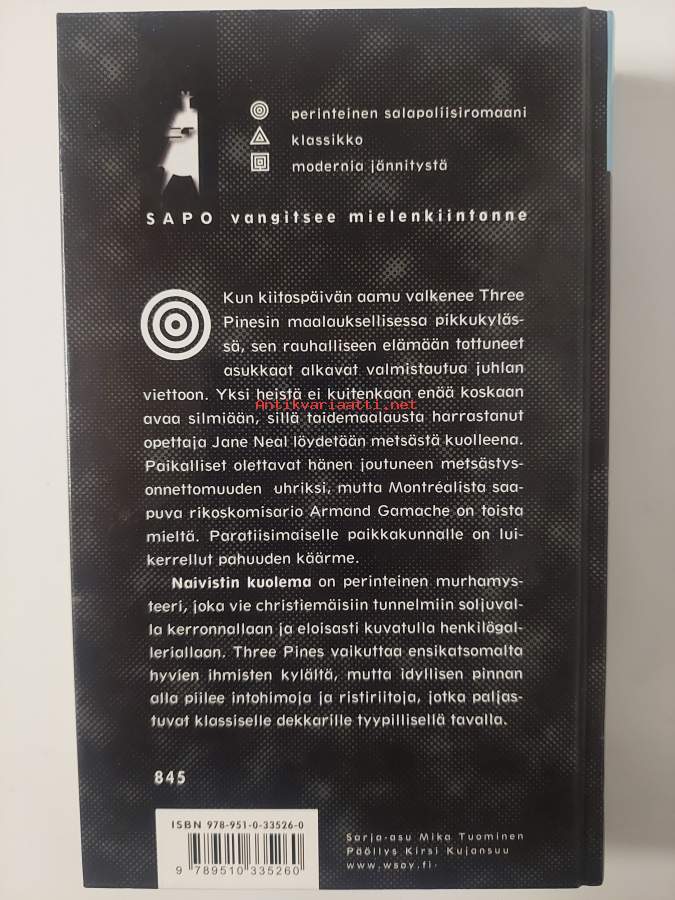 perinteinen salapoliisiromaani
klassikko
modernia jännitystä
SAPO vangitsee mielenkiintonne
Kun kiitospäivän aamu valkenee Three
Pinesin maalauksellisessa pikkukyläs-
sä, sen rauhalliseen elämään tottuneet
asukkaat alkavat valmistautua juhlan
viettoon. Yksi heistä ei kuitenkaan enää koskaan
Antikvariaatti.net
avaa silmiään, sillä taidemaalausta harrastanut
opettaja Jane Neal löydetään metsästä kuolleena.
Paikalliset olettavat hänen joutuneen metsästys-
onnettomuuden uhriksi, mutta Montréalista saa-
puva rikoskomisario Armand Gamache on toista
mieltä. Paratiisimaiselle paikkakunnalle on lui-
kerrellut pahuuden käärme.
Naivistin kuolema on perinteinen murhamys-
teeri, joka vie christiemäisiin tunnelmiin soljuval-
la kerronnallaan ja eloisasti kuvatulla henkilögal-
leriallaan. Three Pines vaikuttaa ensikatsomalta
hyvien ihmisten kylältä, mutta idyllisen pinnan
alla piilee intohimoja ja ristiriitoja, jotka paljas-
tuvat klassiselle dekkarille tyypillisellä tavalla.
845
ISBN 978-951-0-33526-0
9 789510 335260
Sarja-asu Mika Tuominen
Päällys Kirsi Kujansuu
www.wsoy.fi